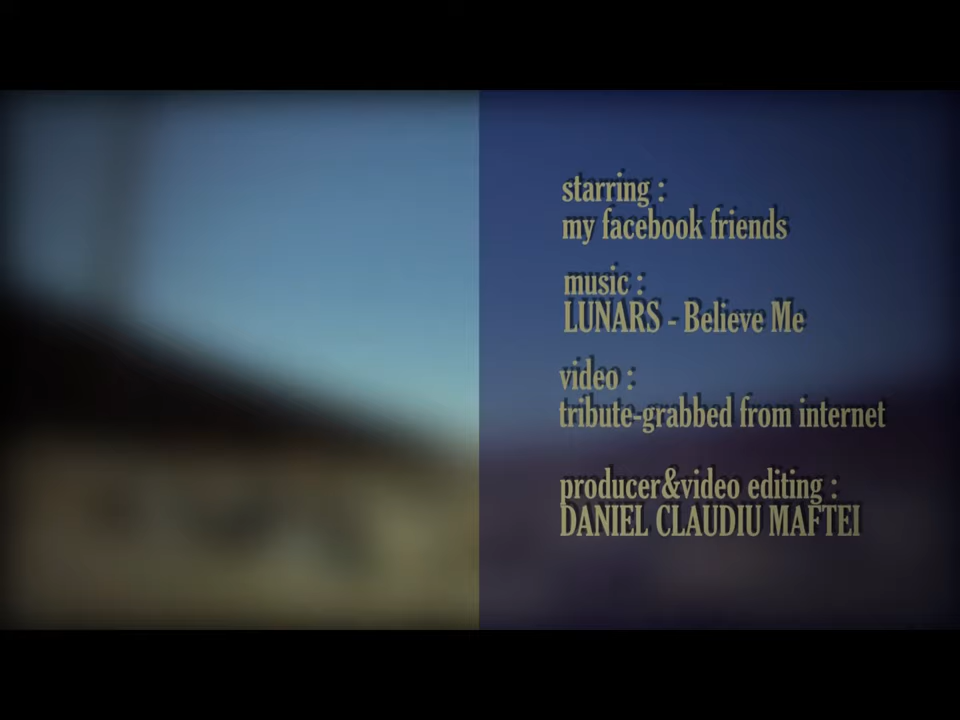 starring :
my facebook friends
music :
LUNARS - Believe Me
video :
tribute-grabbed from internet
producer&video editing :
DANIEL CLAUDIU MAFTEI